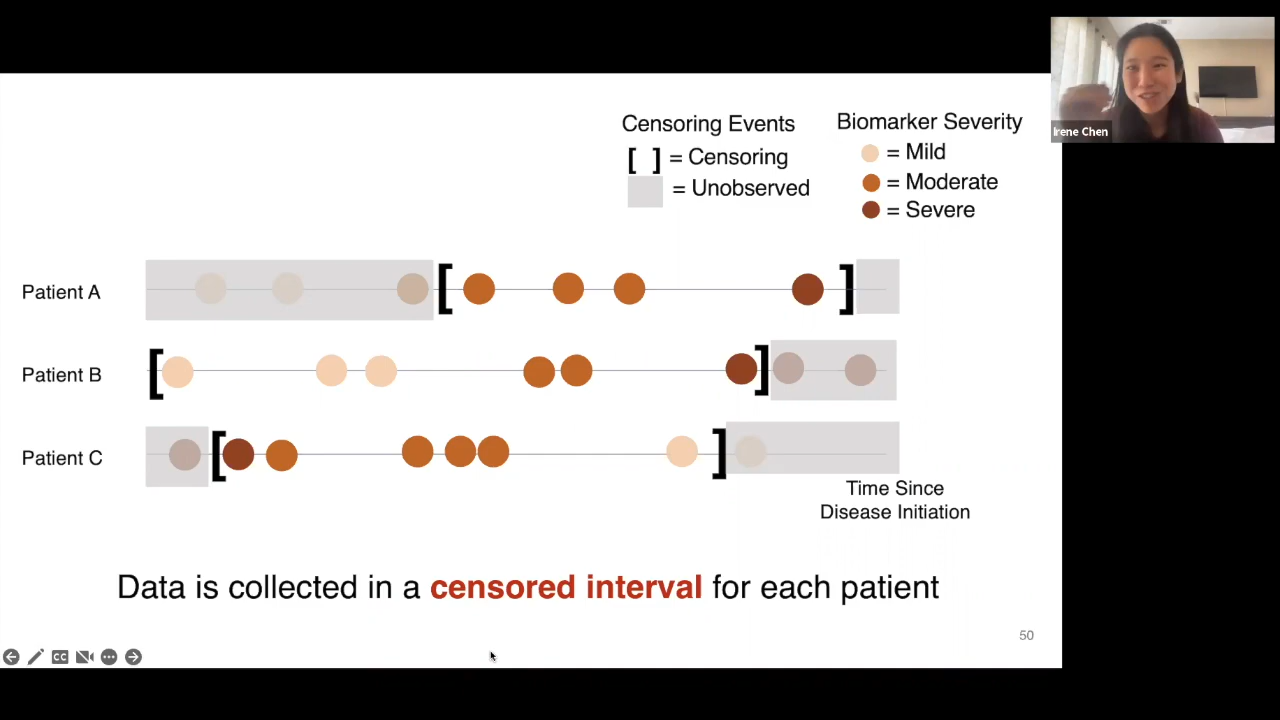 Irene Chen
Censoring Events
[ ] = Censoring
= Unobserved
Biomarker Severity
= Mild
= Moderate
= Severe
Patient A
[ ]
Patient B
[ ]
Patient C
[ ]
Time Since
Disease Initiation
Data is collected in a censored interval for each patient
50
CC